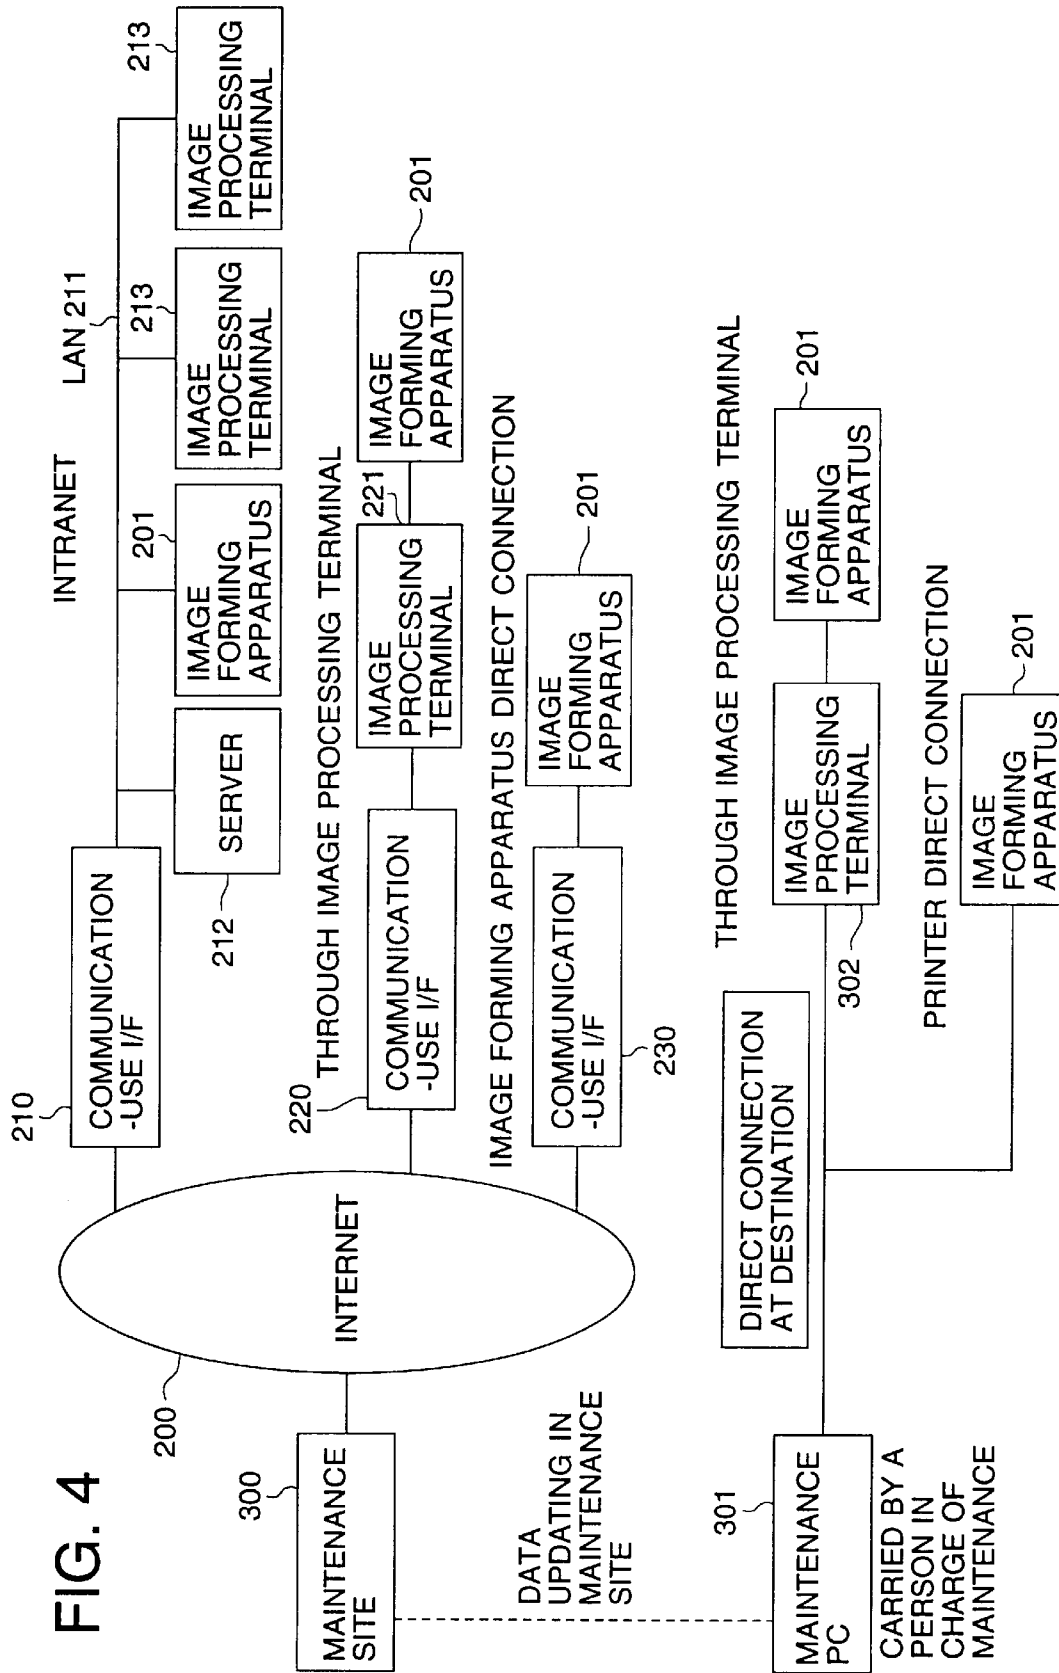 FIG. 4
INTRANET
LAN 211
210
COMMUNICATION
-USE I/F
SERVER
212
IMAGE
FORMING
APPARATUS
201
IMAGE
PROCESSING
TERMINAL
213
IMAGE
PROCESSING
TERMINAL
213
THROUGH IMAGE PROCESSING TERMINAL
220
COMMUNICATION
-USE I/F
IMAGE
PROCESSING
TERMINAL
221
IMAGE
FORMING
APPARATUS
201
IMAGE FORMING APPARATUS DIRECT CONNECTION
COMMUNICATION
-USE I/F
230
IMAGE
FORMING
APPARATUS
201
200
INTERNET
300
MAINTENANCE
SITE
DATA
UPDATING IN
MAINTENANCE
SITE
301
MAINTENANCE
PC
CARRIED BY A
PERSON IN
CHARGE OF
MAINTENANCE
DIRECT CONNECTION
AT DESTINATION
THROUGH IMAGE PROCESSING TERMINAL
IMAGE
PROCESSING
TERMINAL
302
IMAGE
FORMING
APPARATUS
201
PRINTER DIRECT CONNECTION
IMAGE
FORMING
APPARATUS
201